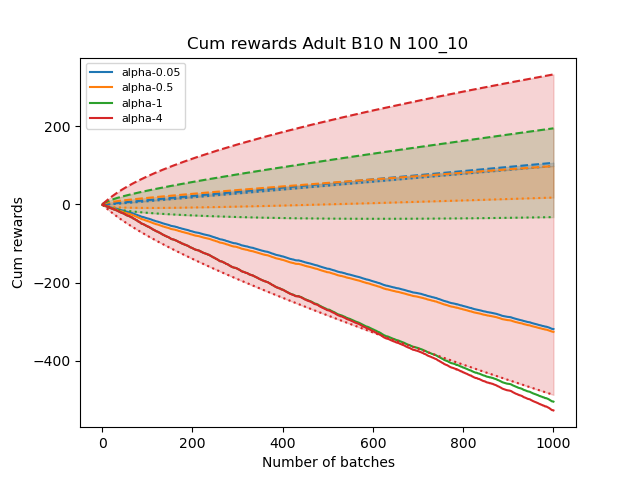 Cum rewards Adult B10 N 100_10
alpha-0.05
alpha-0.5
alpha-1
alpha-4
Cum rewards
200
0
−200
−400
0 200 400 600 800 1000
Number of batches